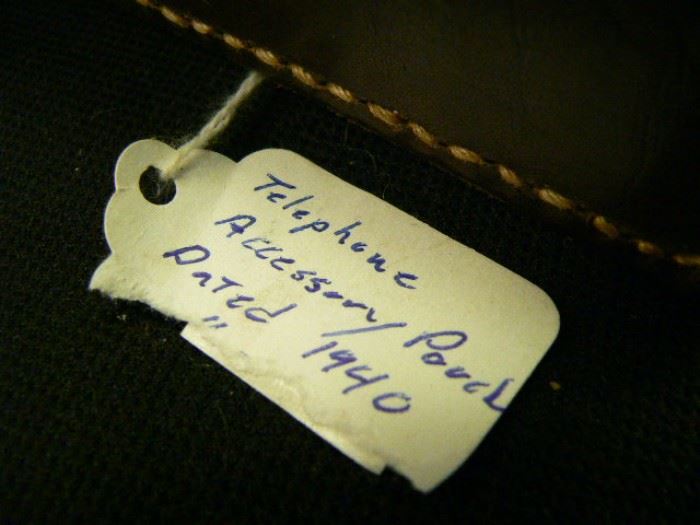 Telephone
Accessory Pouch
Dated 1940
"